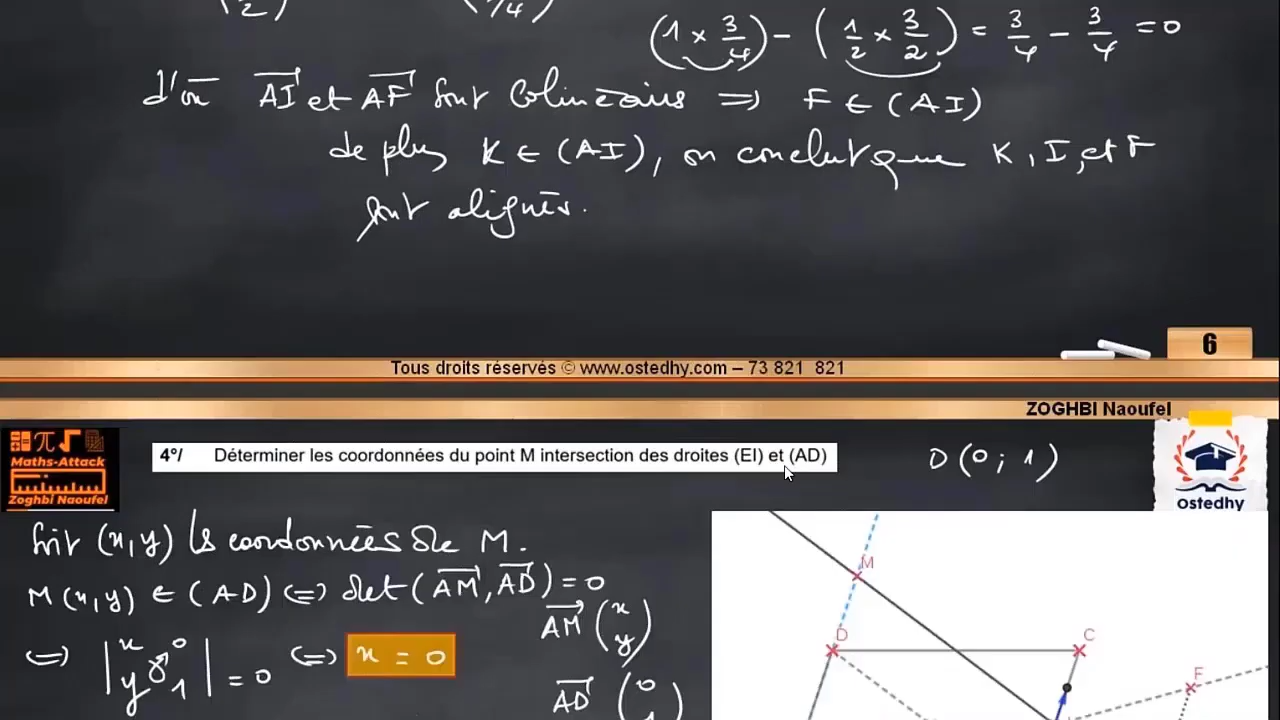 (1 × 3/4) - (1/2 × 3/2) = 3/4 - 3/4 = 0
d'où AI et AF sont colinéaires ⇒ F ∈ (AI)
de plus K ∈ (AI), on conclut que K, I, et F
sont alignés.
6
Tous droits réservés © www.ostedhy.com – 73 821 821
ZOGHBI Naoufel
Maths-Attack
Zoghbi Naoufel
4°/ Déterminer les coordonnées du point M intersection des droites (EI) et (AD)
D (0 ; 1)
Ostedhy
Soit (x, y) les coordonnées de M.
M(x, y) ∈ (AD) ⇔ det (AM, AD) = 0
AM (x y)
⇔ |x 0 y 1| = 0 ⇔ x = 0
AD (0
M
D
C
F